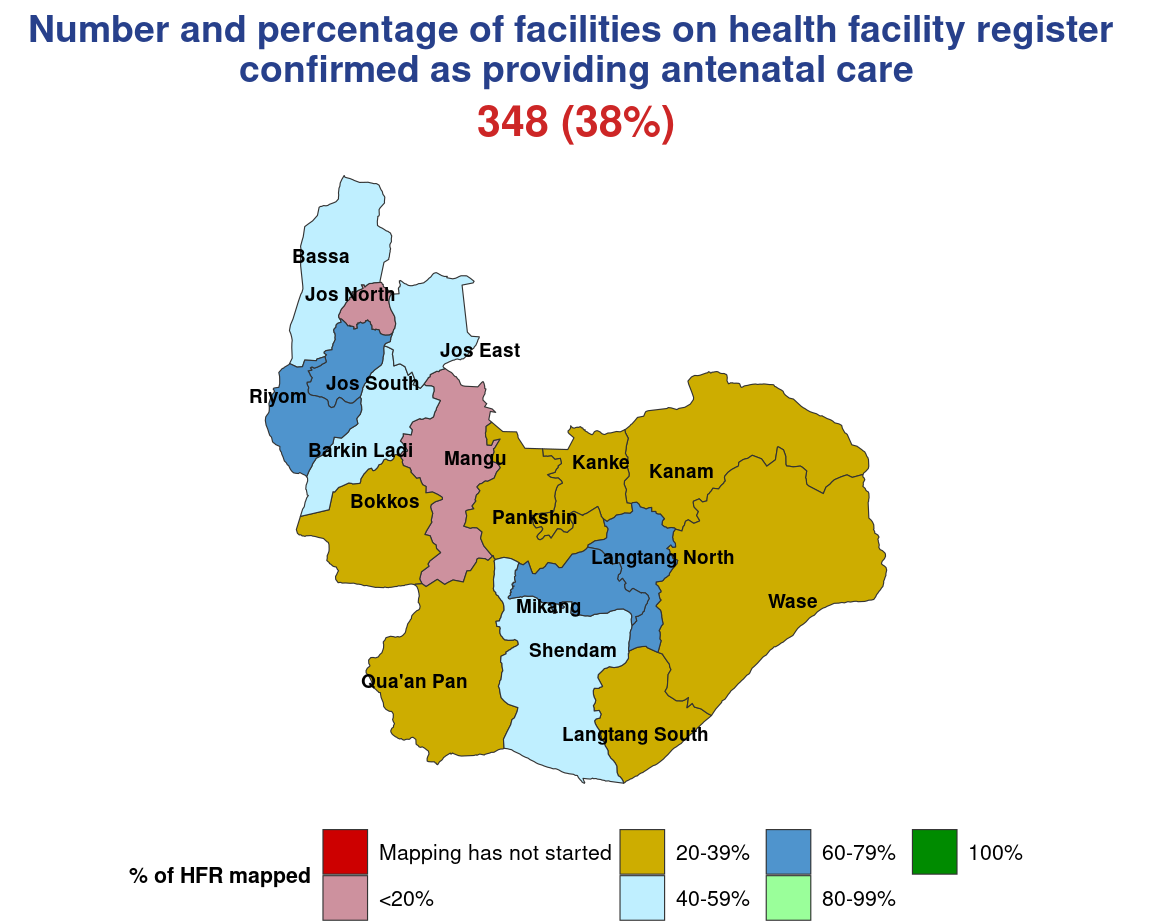 Number and percentage of facilities on health facility register
confirmed as providing antenatal care
348 (38%)
Bassa
Jos North
Jos East
Jos South
Riyom
Barkin Ladi
Mangu
Kanke
Kanam
Bokkos
Pankshin
Langtang North
Wase
Mikang
Shendam
Qua'an Pan
Langtang South
% of HFR mapped
Mapping has not started
<20%
20-39%
40-59%
60-79%
80-99%
100%